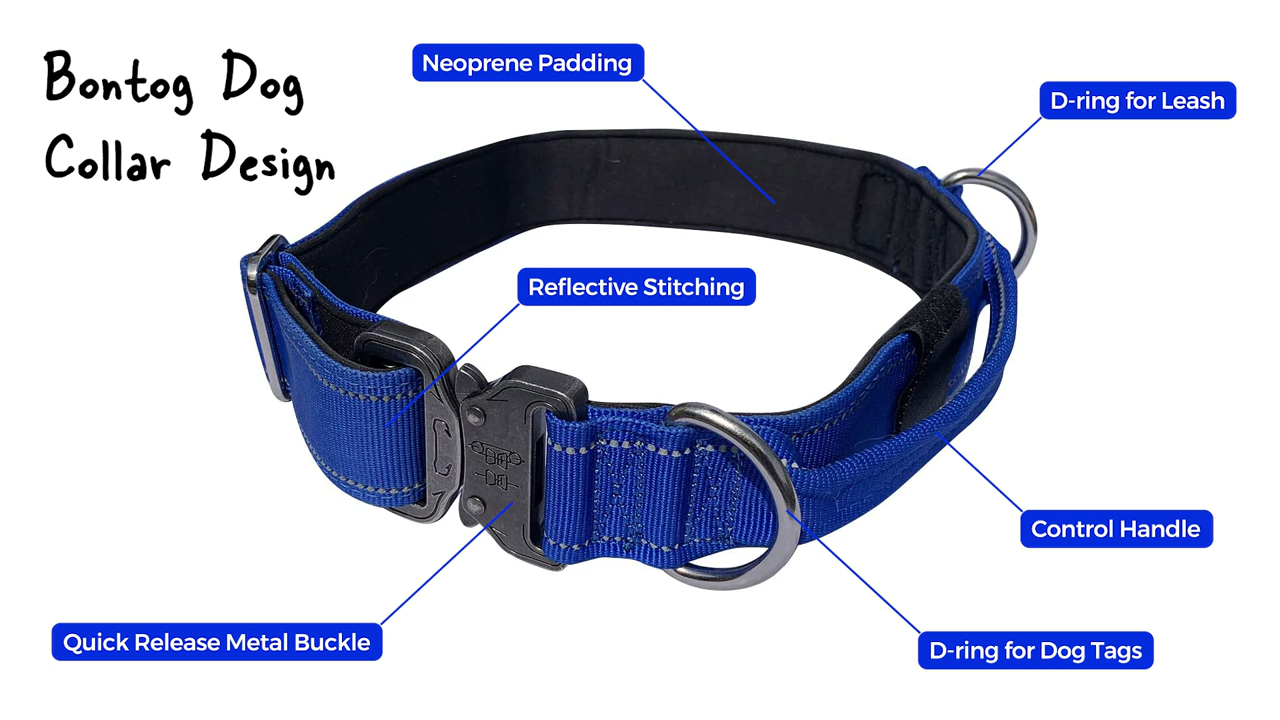 Bontog Dog
Collar Design
Neoprene Padding
D-ring for Leash
Reflective Stitching
Control Handle
Quick Release Metal Buckle
D-ring for Dog Tags